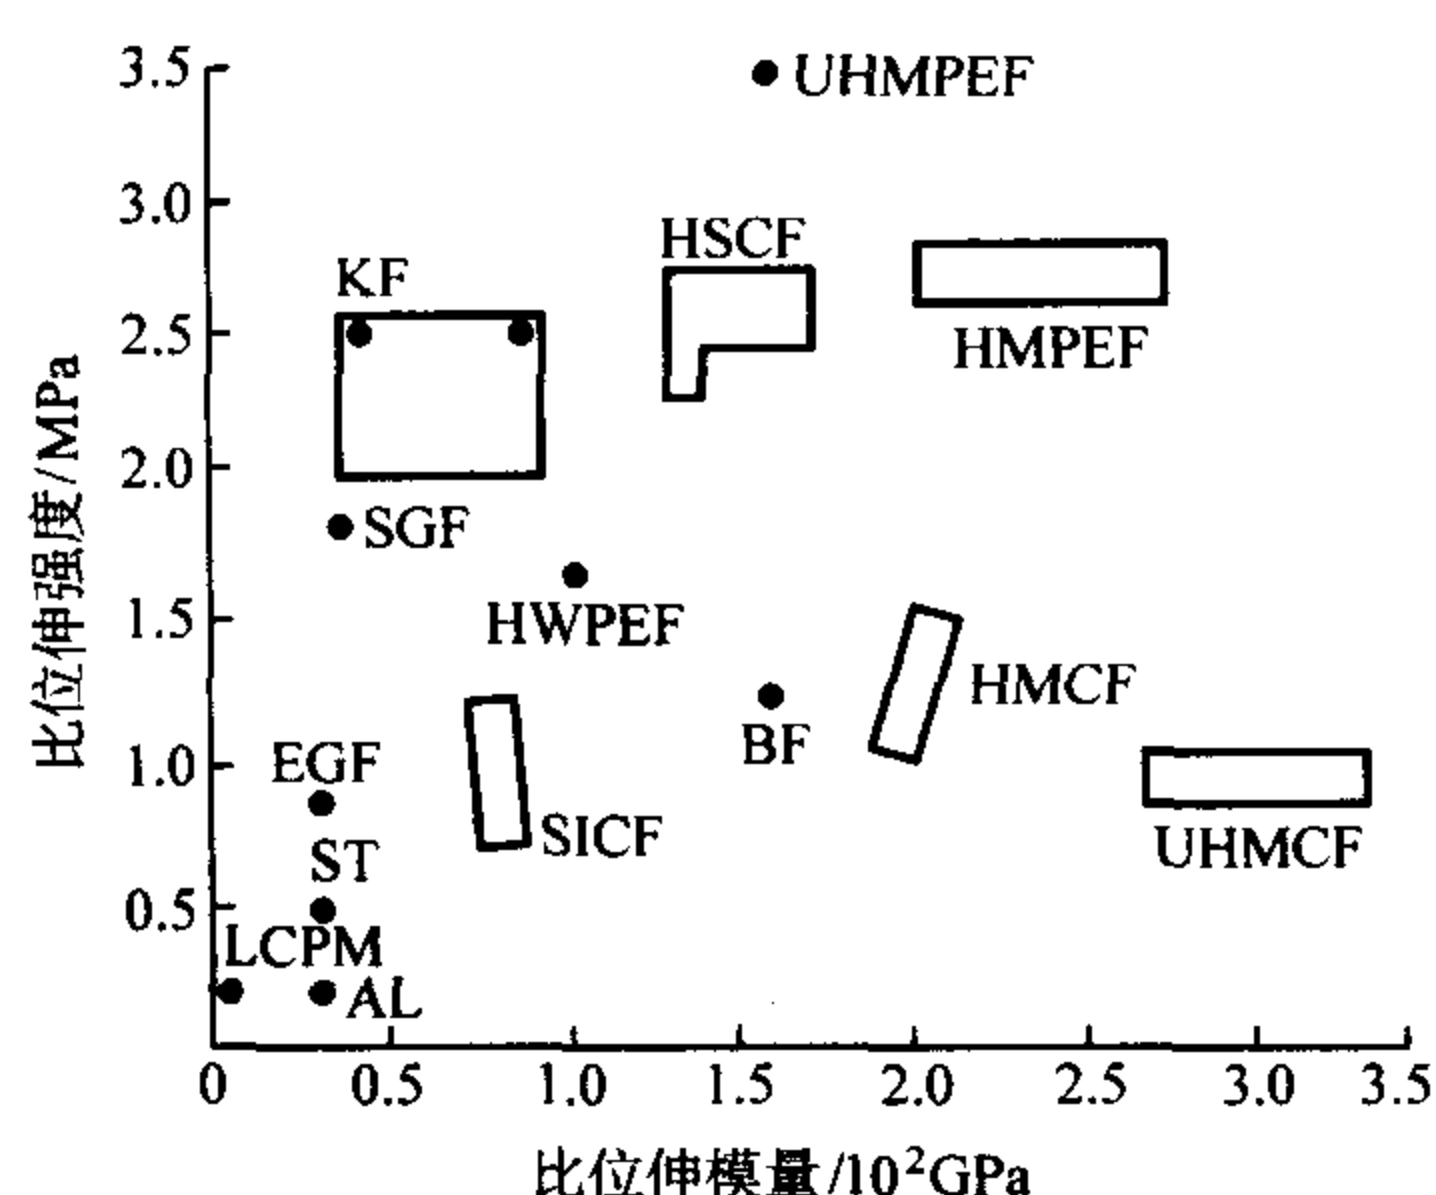 3.5
UHMPEF
3.0
HSCF
KF
2.5
HMPEF
2.0
SGF
HWPEF
1.5
HMCF
BF
EGF
1.0
SICF
UHMCF
ST
0.5
LCPM
AL
0 0.5 1.0 1.5 2.0 2.5 3.0 3.5
比位伸强度/MPa
比位伸模量/10²GPa